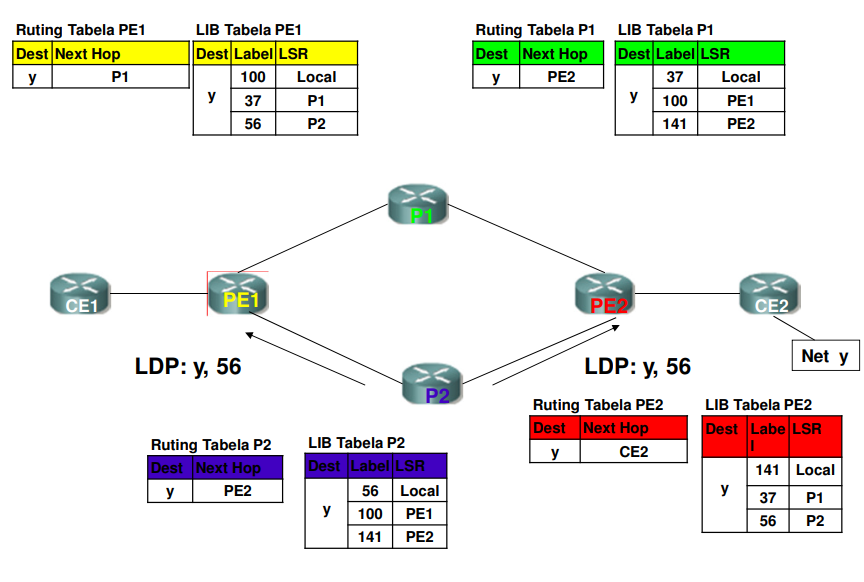 Ruting Tabela PE1
Dest Next Hop
y P1
LIB Tabela PE1
Dest Label LSR
y
100 Local
37 P1
56 P2
Ruting Tabela P1
Dest Next Hop
y PE2
LIB Tabela P1
Dest Label LSR
y
37 Local
100 PE1
141 PE2
P1
CE1
PE1
PE2
CE2
Net y
LDP: y, 56
LDP: y, 56
P2
Ruting Tabela P2
Dest Next Hop
y PE2
LIB Tabela P2
Dest Label LSR
y
56 Local
100 PE1
141 PE2
Ruting Tabela PE2
Dest Next Hop
y CE2
LIB Tabela PE2
Dest Labe LSR
l
y
141 Local
37 P1
56 P2